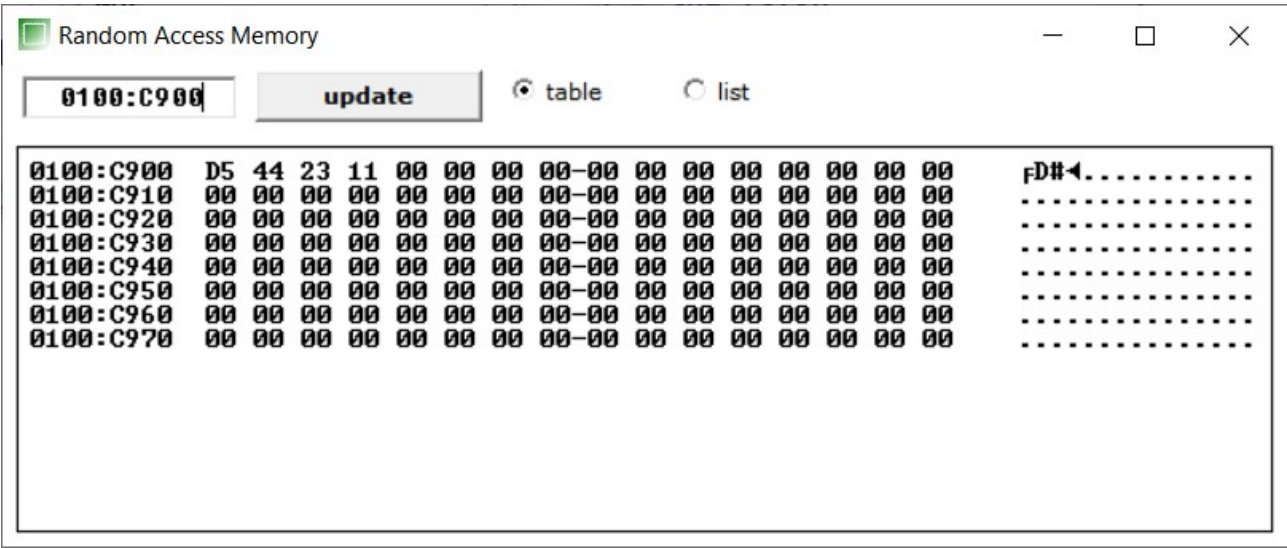 Random Access Memory
0100:C900 update table list
0100:C900 D5 44 23 11 00 00 00 00-00 00 00 00 00 00 00 00 ╒D#◄............
0100:C910 00 00 00 00 00 00 00 00-00 00 00 00 00 00 00 00 ................
0100:C920 00 00 00 00 00 00 00 00-00 00 00 00 00 00 00 00 ................
0100:C930 00 00 00 00 00 00 00 00-00 00 00 00 00 00 00 00 ................
0100:C940 00 00 00 00 00 00 00 00-00 00 00 00 00 00 00 00 ................
0100:C950 00 00 00 00 00 00 00 00-00 00 00 00 00 00 00 00 ................
0100:C960 00 00 00 00 00 00 00 00-00 00 00 00 00 00 00 00 ................
0100:C970 00 00 00 00 00 00 00 00-00 00 00 00 00 00 00 00 ................